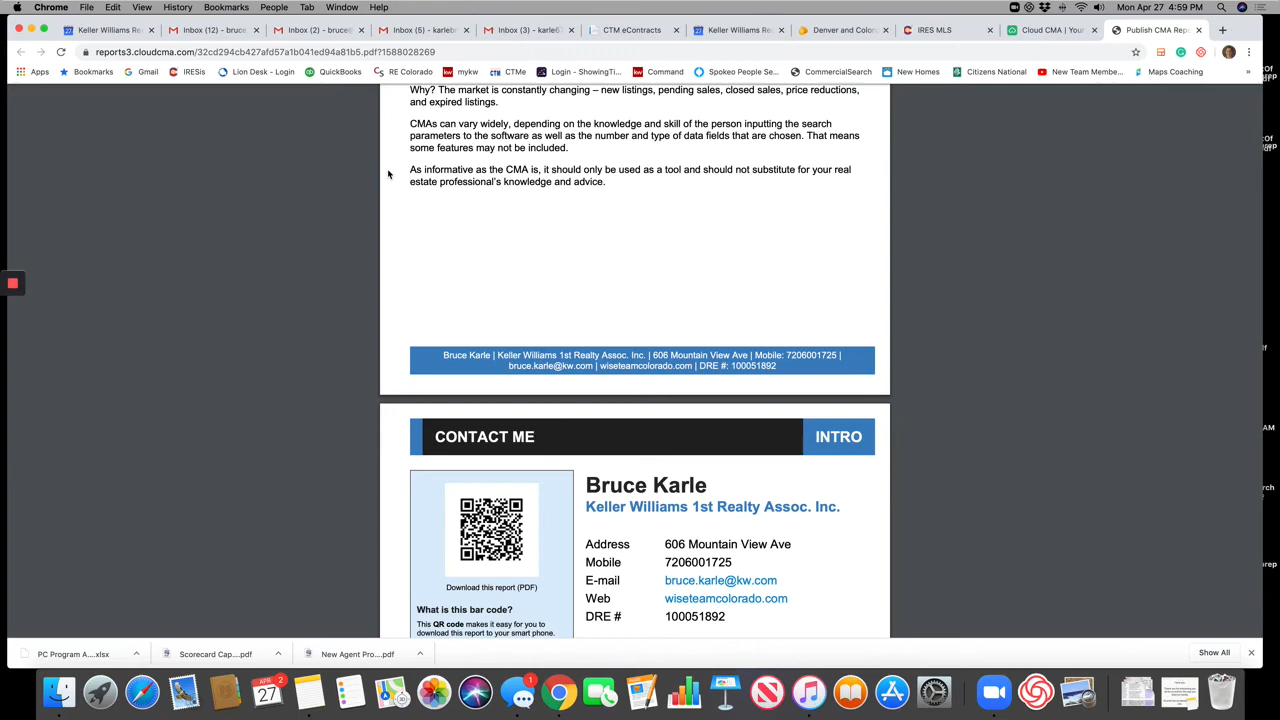 Chrome File Edit View History Bookmarks People Tab Window Help Mon Apr 27 4:59 PM
Keller Williams Re Inbox (12) - bruce. Inbox (2) - bruce@ Inbox (5) - karlebr Inbox (3) - karle6 CTM eContracts Keller Williams Re Denver and Colora IRES MLS Cloud CMA | Your Publish CMA Repo
reports3.cloudcma.com/32cd294cb427afd57a1b041ed94a81b5.pdf?1588028269
Apps Bookmarks Gmail IRESis Lion Desk - Login QuickBooks RE Colorado mykw CTMe Login - ShowingTi... Command Spokeo People Se... CommercialSearch New Homes Citizens National New Team Membe... Maps Coaching »
Why? The market is constantly changing – new listings, pending sales, closed sales, price reductions,
and expired listings.
CMAs can vary widely, depending on the knowledge and skill of the person inputting the search
parameters to the software as well as the number and type of data fields that are chosen. That means
some features may not be included.
As informative as the CMA is, it should only be used as a tool and should not substitute for your real
estate professional's knowledge and advice.
Bruce Karle | Keller Williams 1st Realty Assoc. Inc. | 606 Mountain View Ave | Mobile: 7206001725 |
bruce.karle@kw.com | wiseteamcolorado.com | DRE #: 100051892
CONTACT ME INTRO
Bruce Karle
Keller Williams 1st Realty Assoc. Inc.
Address 606 Mountain View Ave
Mobile 7206001725
E-mail bruce.karle@kw.com
Web wiseteamcolorado.com
DRE # 100051892
Download this report (PDF)
What is this bar code?
This QR code makes it easy for you to
download this report to your smart phone.
PC Program A....xlsx Scorecard Cap....pdf New Agent Pro....pdf Show All
APR
27 2
1